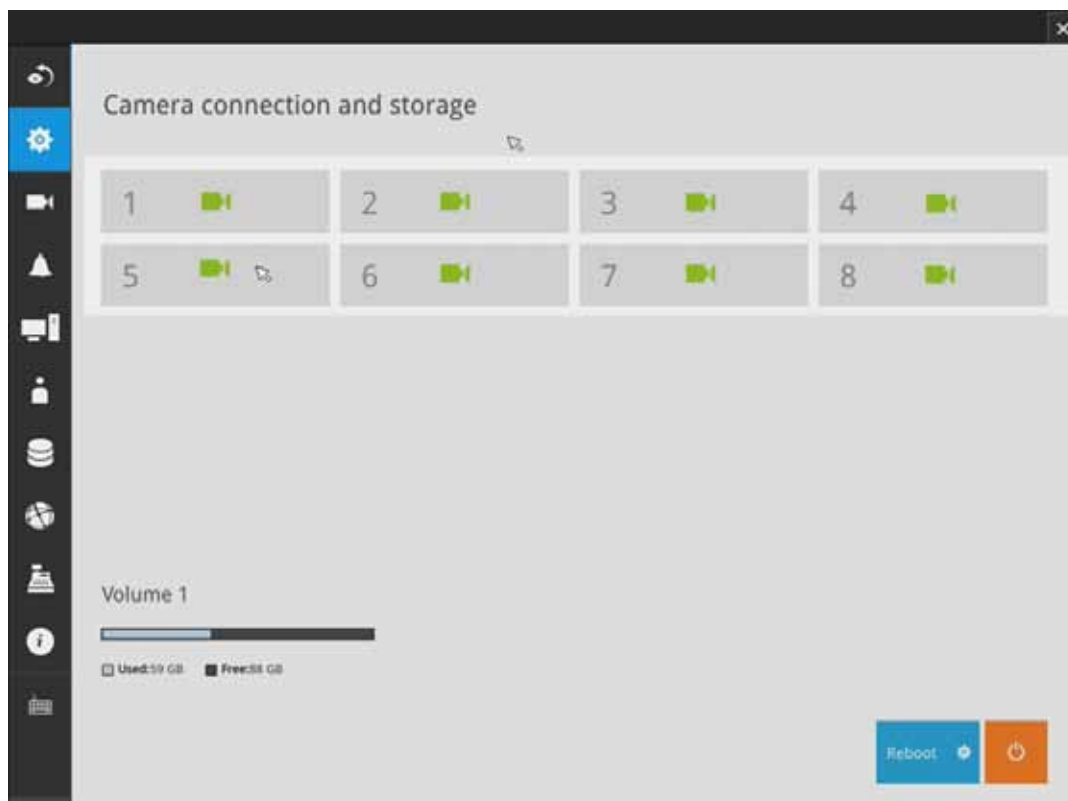 Camera connection and storage
1 2 3 4
5 6 7 8
Volume 1
Used:59 GB Free:88 GB
Reboot